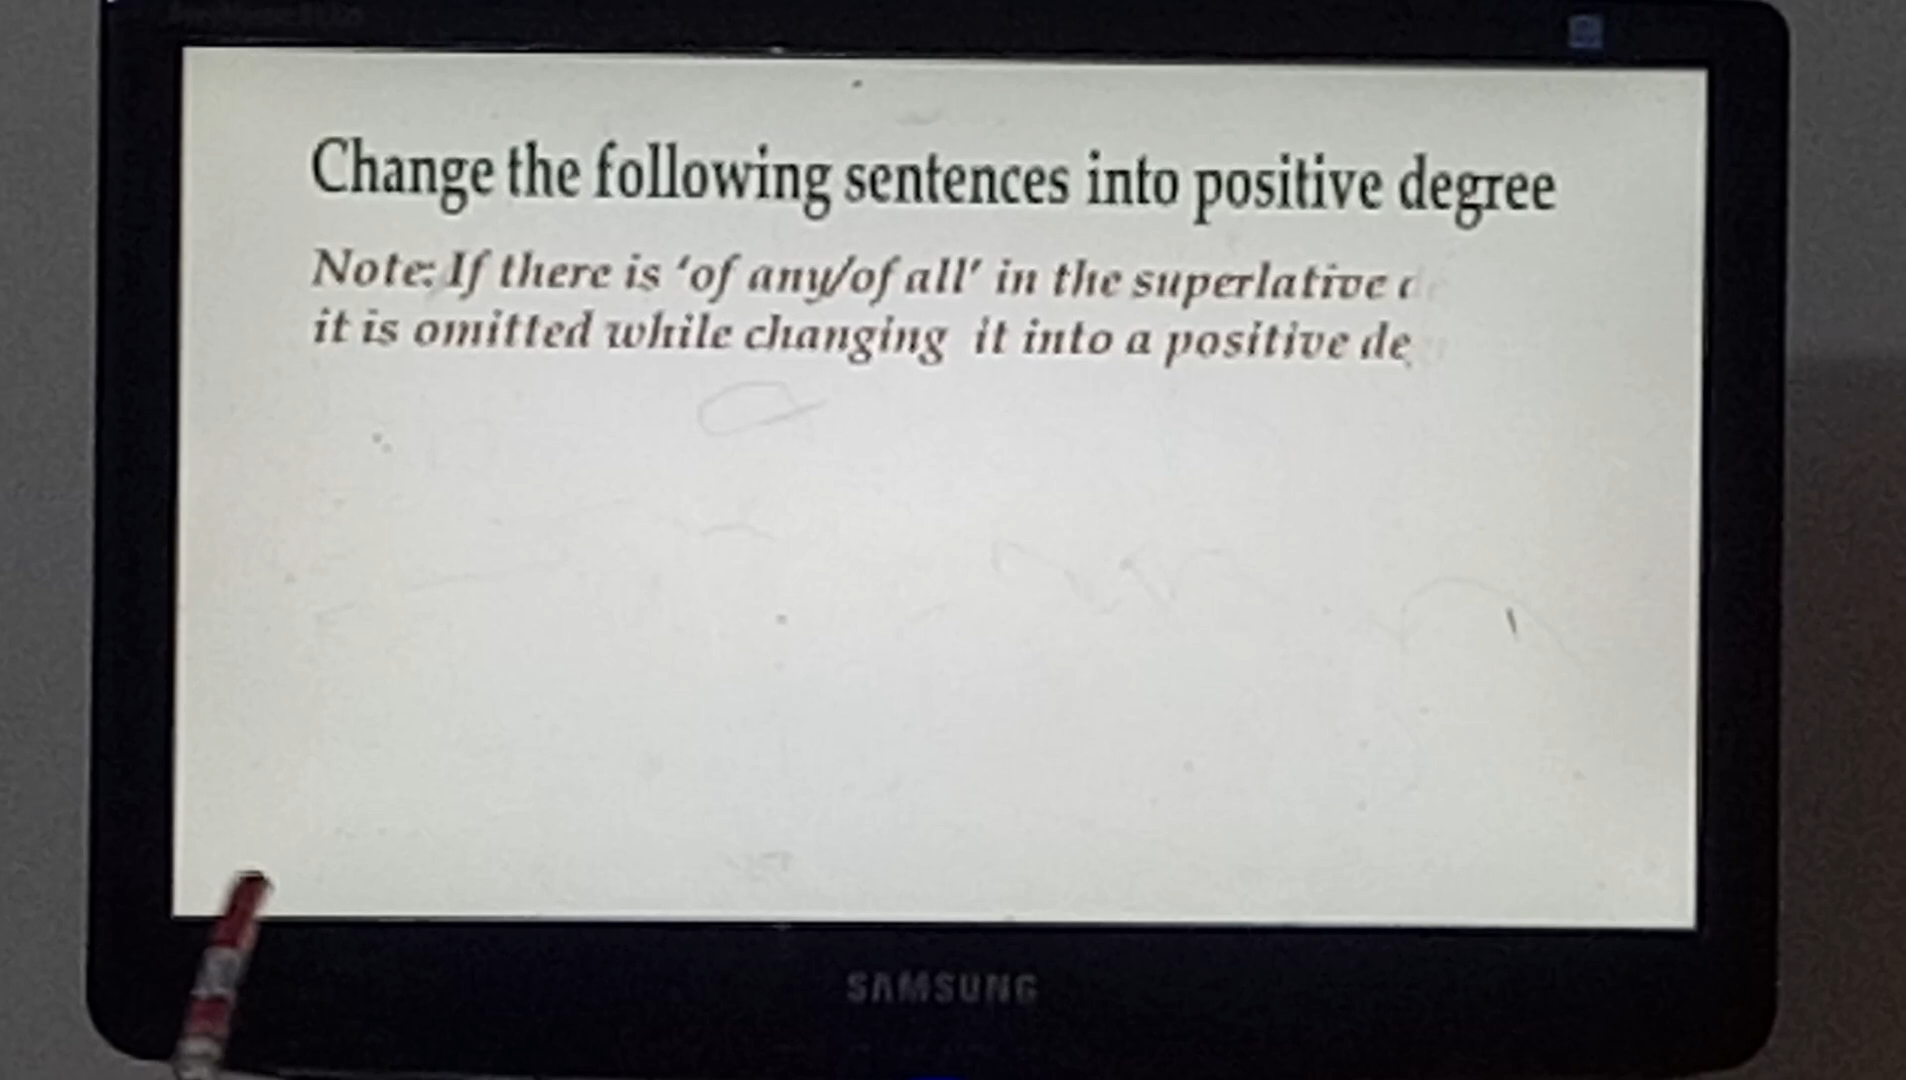 Change the following sentences into positive degree
Note: If there is ‘of any/of all’ in the superlative
it is omitted while changing it into a positive de
SAMSUNG